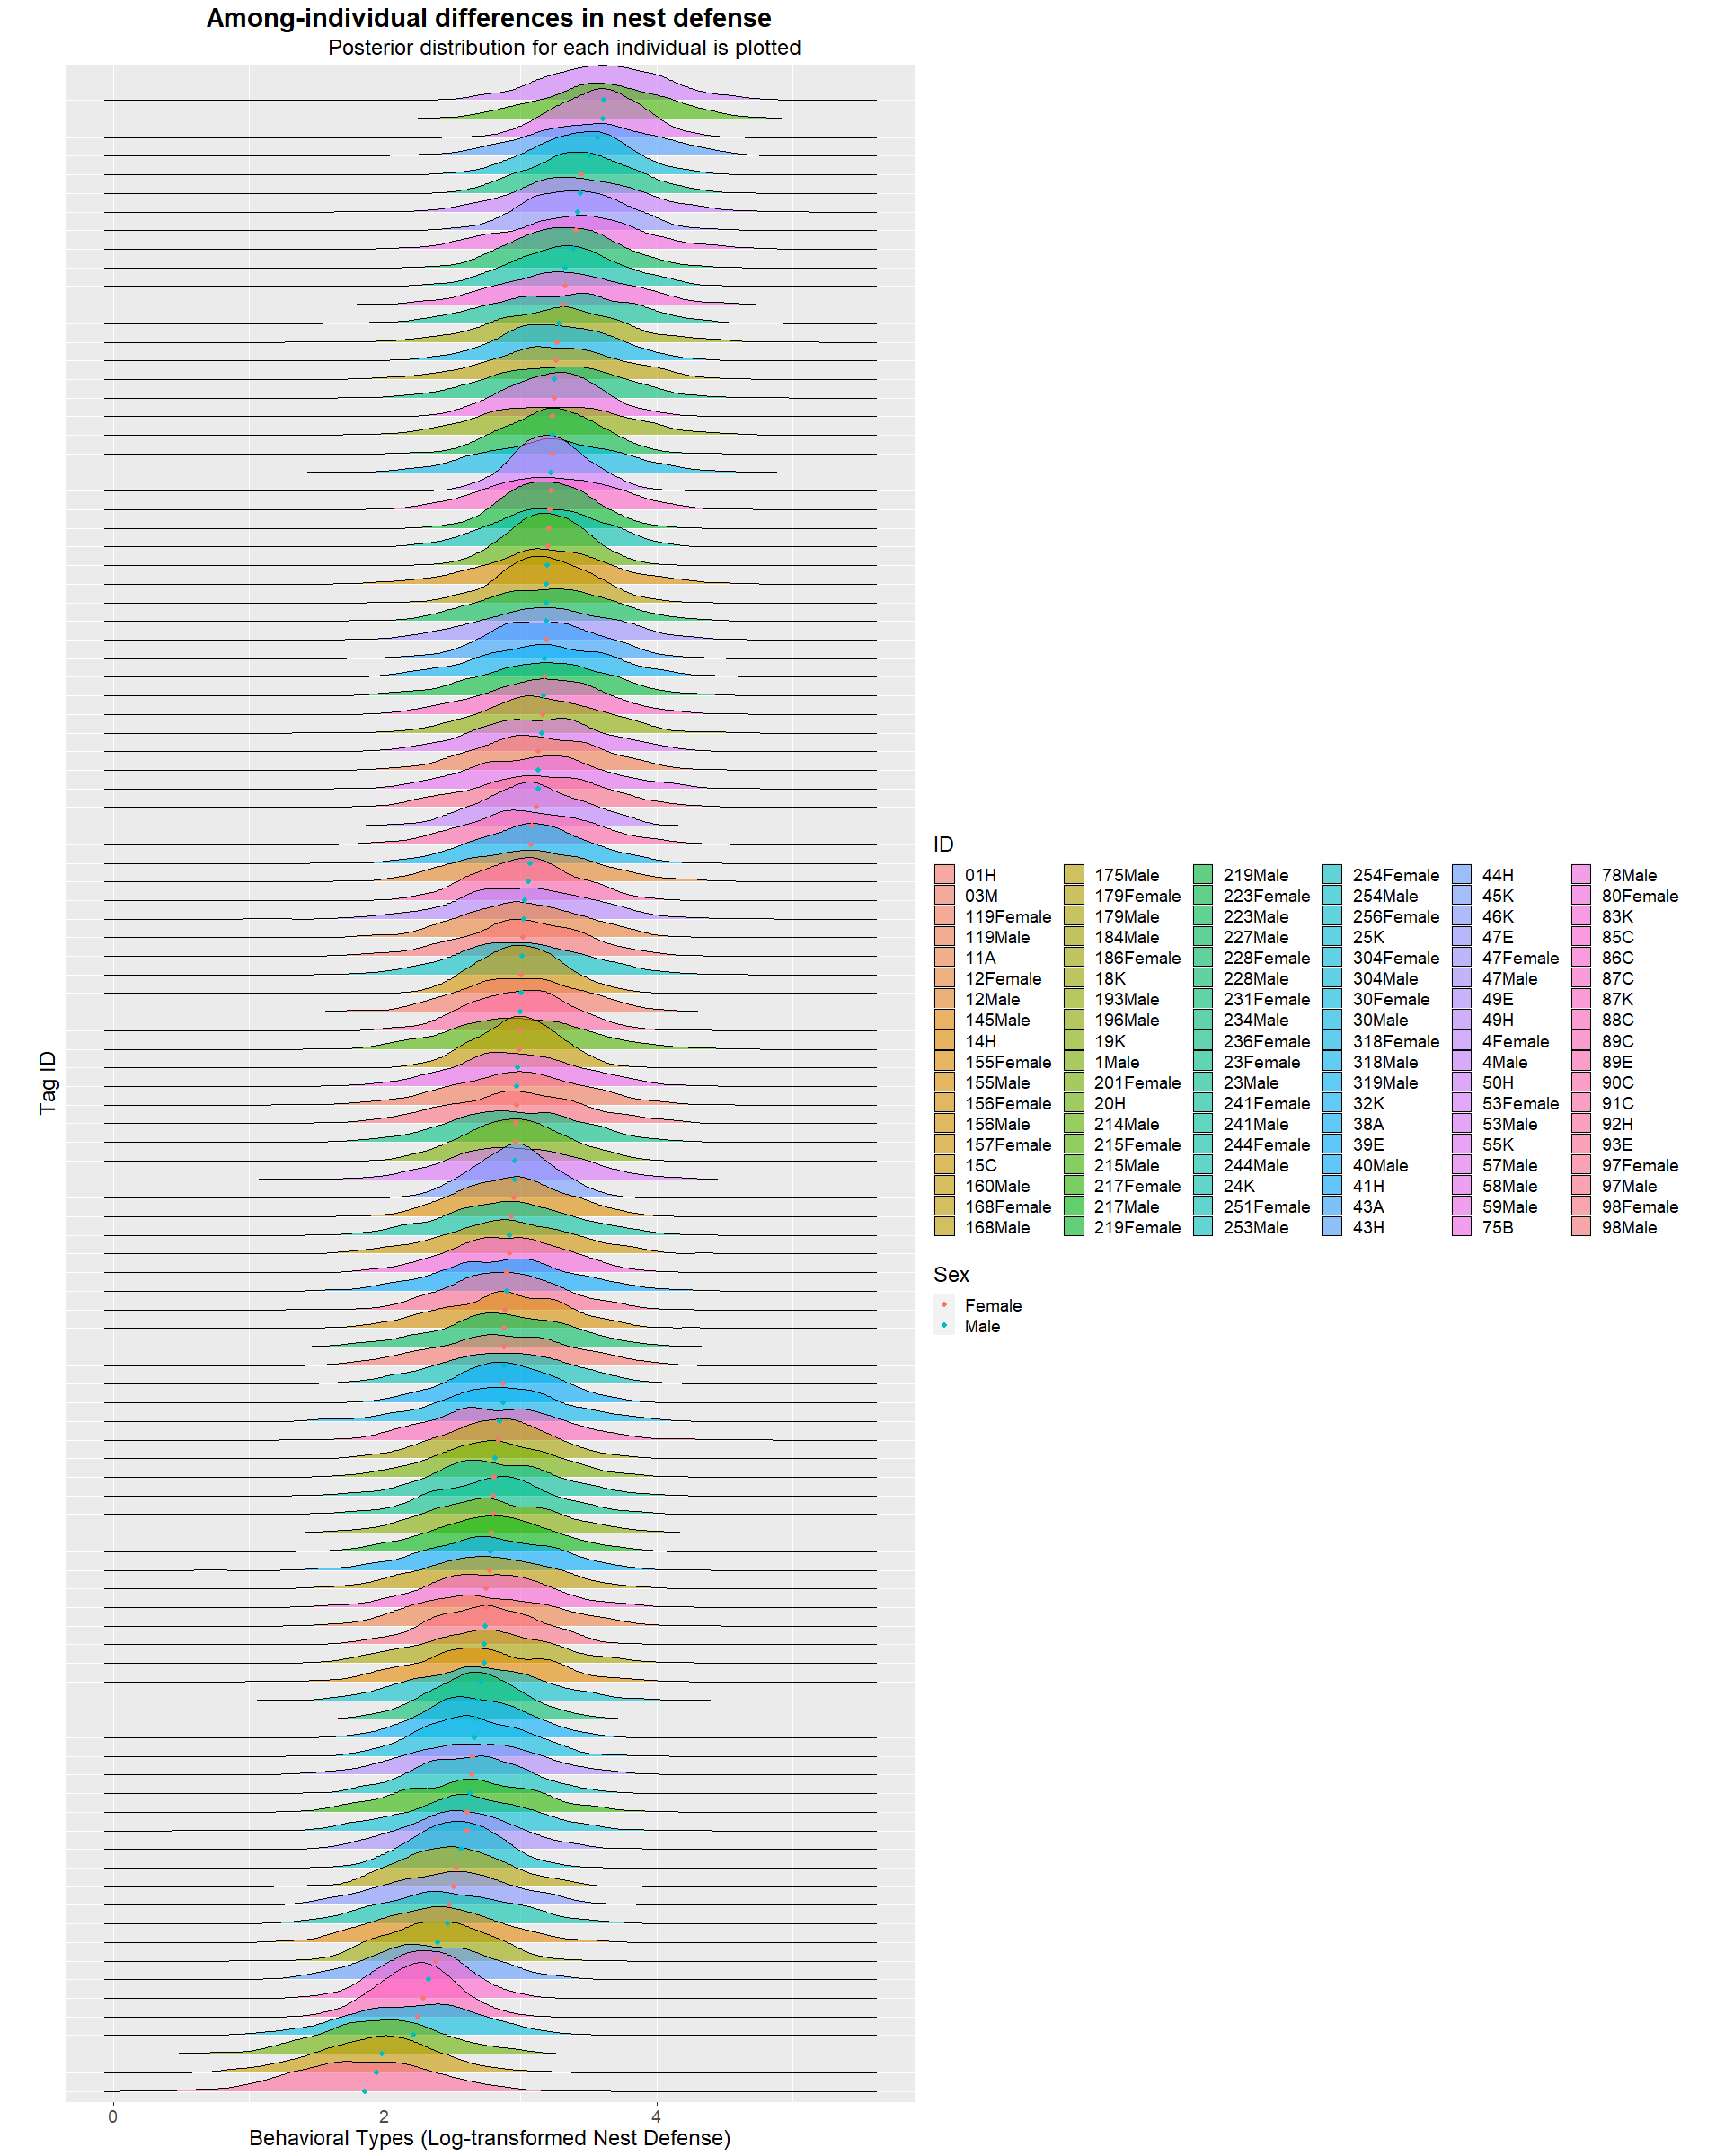 Among-individual differences in nest defense
Posterior distribution for each individual is plotted
Tag ID
0 2 4
Behavioral Types (Log-transformed Nest Defense)
ID
01H 175Male 219Male 254Female 44H 78Male
03M 179Female 223Female 254Male 45K 80Female
119Female 179Male 223Male 256Female 46K 83K
119Male 184Male 227Male 25K 47E 85C
11A 186Female 228Female 304Female 47Female 86C
12Female 18K 228Male 304Male 47Male 87C
12Male 193Male 231Female 30Female 49E 87K
145Male 196Male 234Male 30Male 49H 88C
14H 19K 236Female 318Female 4Female 89C
155Female 1Male 23Female 318Male 4Male 89E
155Male 201Female 23Male 319Male 50H 90C
156Female 20H 241Female 32K 53Female 91C
156Male 214Male 241Male 38A 53Male 92H
157Female 215Female 244Female 39E 55K 93E
15C 215Male 244Male 40Male 57Male 97Female
160Male 217Female 24K 41H 58Male 97Male
168Female 217Male 251Female 43A 59Male 98Female
168Male 219Female 253Male 43H 75B 98Male
Sex
Female
Male